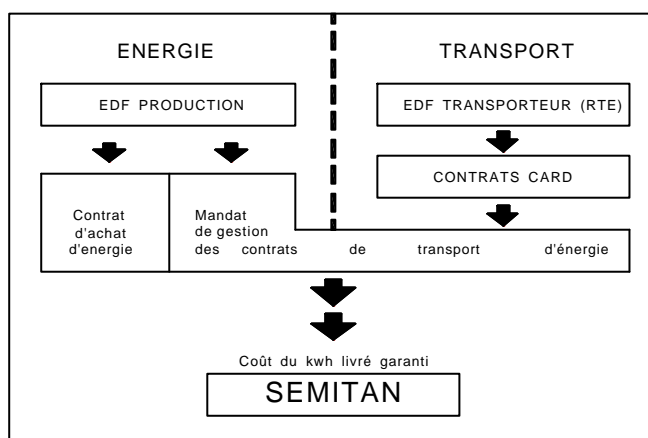 ENERGIE
TRANSPORT
EDF PRODUCTION
EDF TRANSPORTEUR (RTE)
CONTRATS CARD
Contrat
d'achat
d'energie
Mandat
de gestion
des contrats de transport d'énergie
Coût du kwh livré garanti
SEMITAN